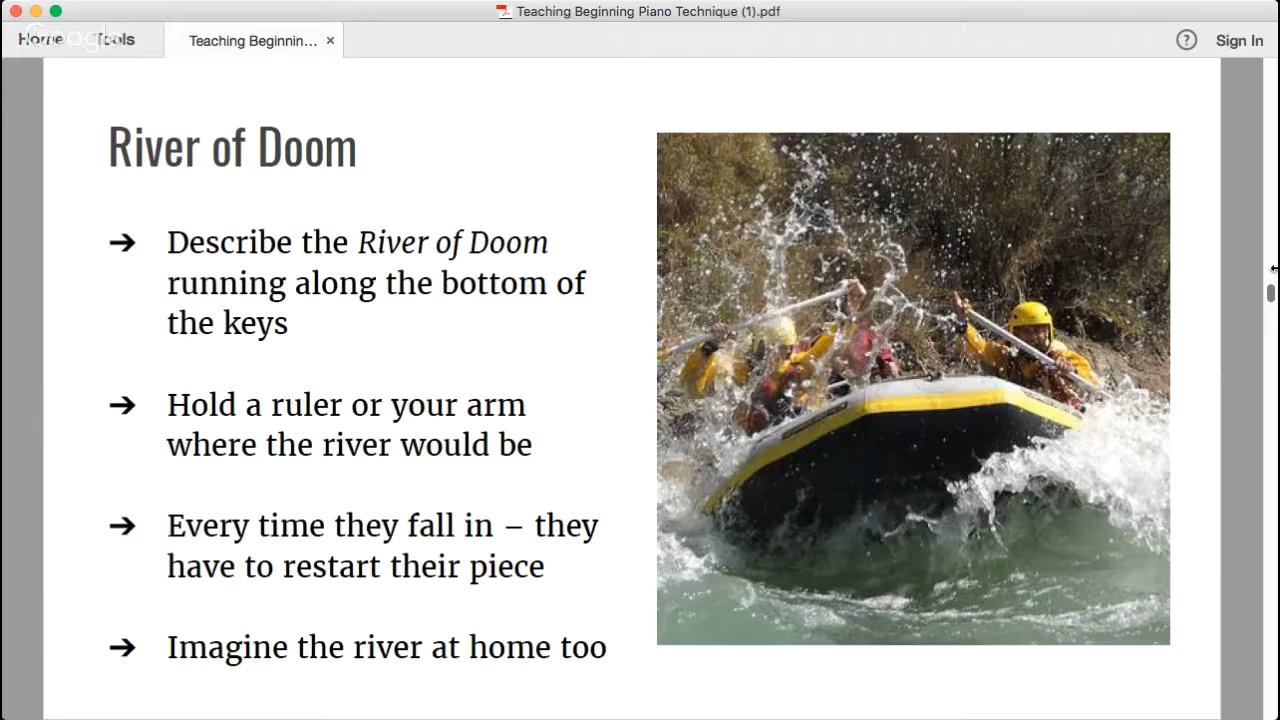 Teaching Beginning Piano Technique (1).pdf
Home
Tools
Teaching Beginnin... ×
? Sign In
Google
River of Doom
➔ Describe the River of Doom
running along the bottom of
the keys
➔ Hold a ruler or your arm
where the river would be
➔ Every time they fall in – they
have to restart their piece
➔ Imagine the river at home too